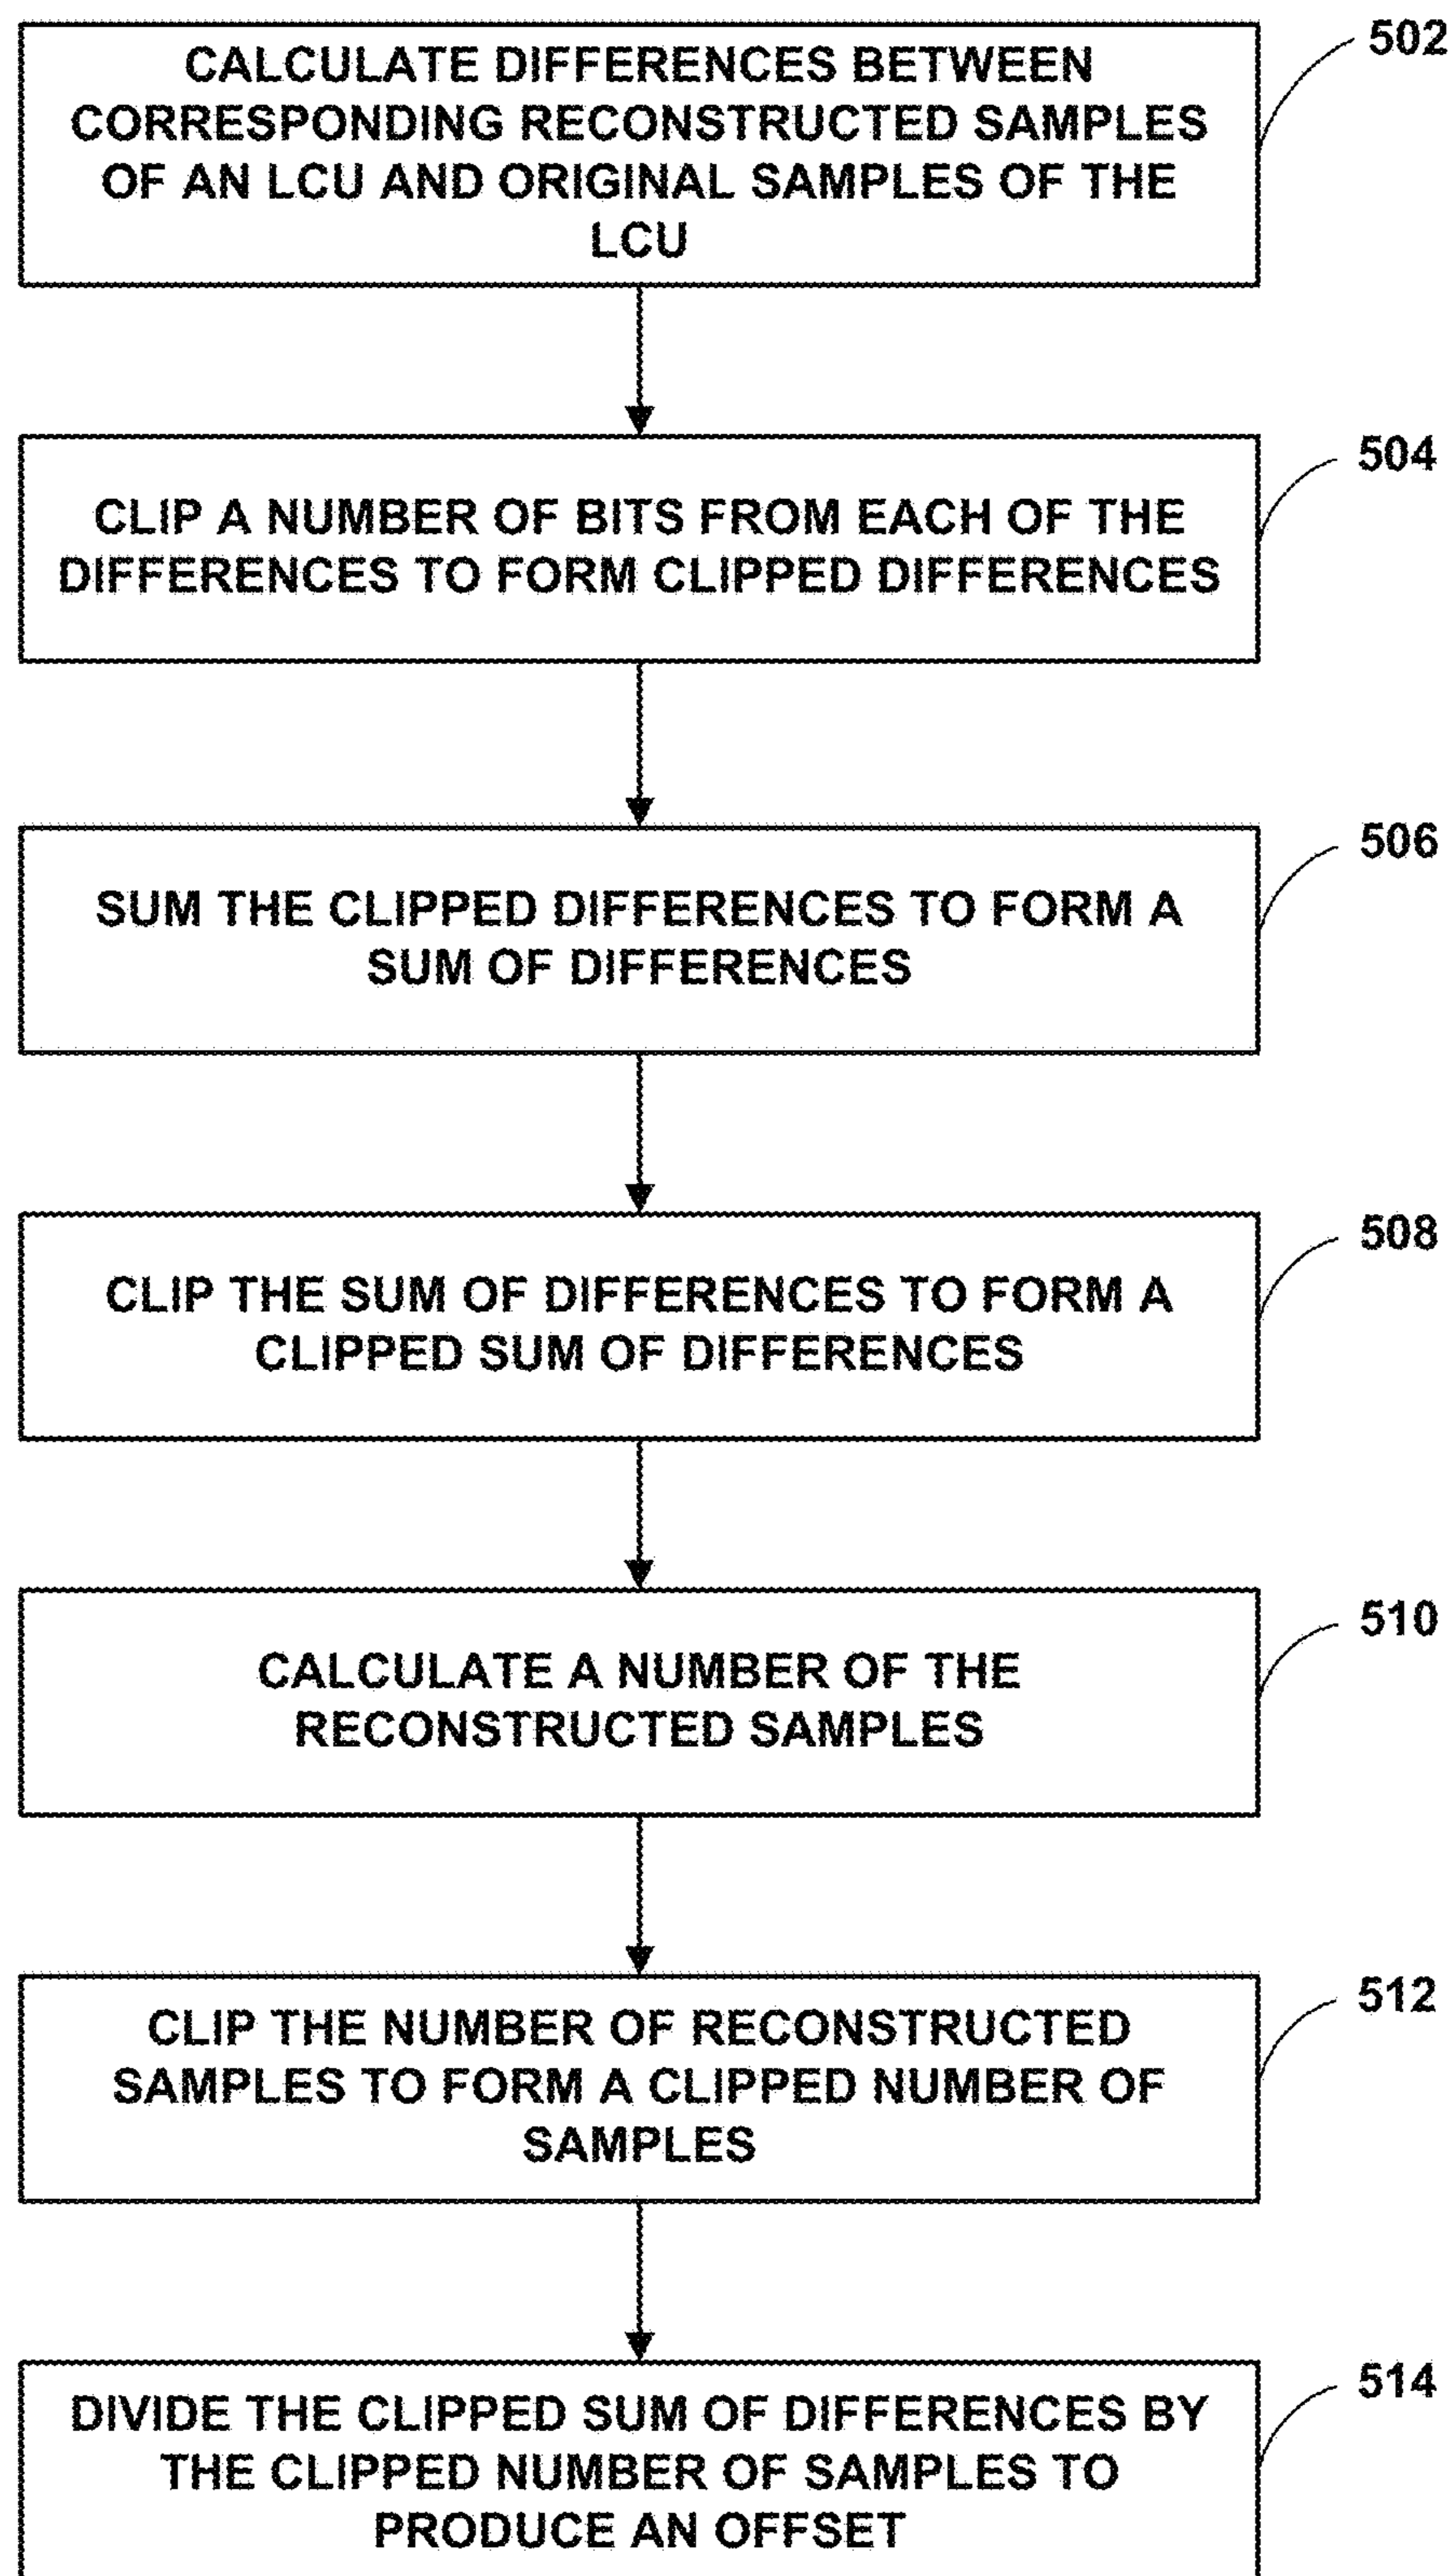 CALCULATE DIFFERENCES BETWEEN
CORRESPONDING RECONSTRUCTED SAMPLES
OF AN LCU AND ORIGINAL SAMPLES OF THE
LCU
502
CLIP A NUMBER OF BITS FROM EACH OF THE
DIFFERENCES TO FORM CLIPPED DIFFERENCES
504
SUM THE CLIPPED DIFFERENCES TO FORM A
SUM OF DIFFERENCES
506
CLIP THE SUM OF DIFFERENCES TO FORM A
CLIPPED SUM OF DIFFERENCES
508
CALCULATE A NUMBER OF THE
RECONSTRUCTED SAMPLES
510
CLIP THE NUMBER OF RECONSTRUCTED
SAMPLES TO FORM A CLIPPED NUMBER OF
SAMPLES
512
DIVIDE THE CLIPPED SUM OF DIFFERENCES BY
THE CLIPPED NUMBER OF SAMPLES TO
PRODUCE AN OFFSET
514